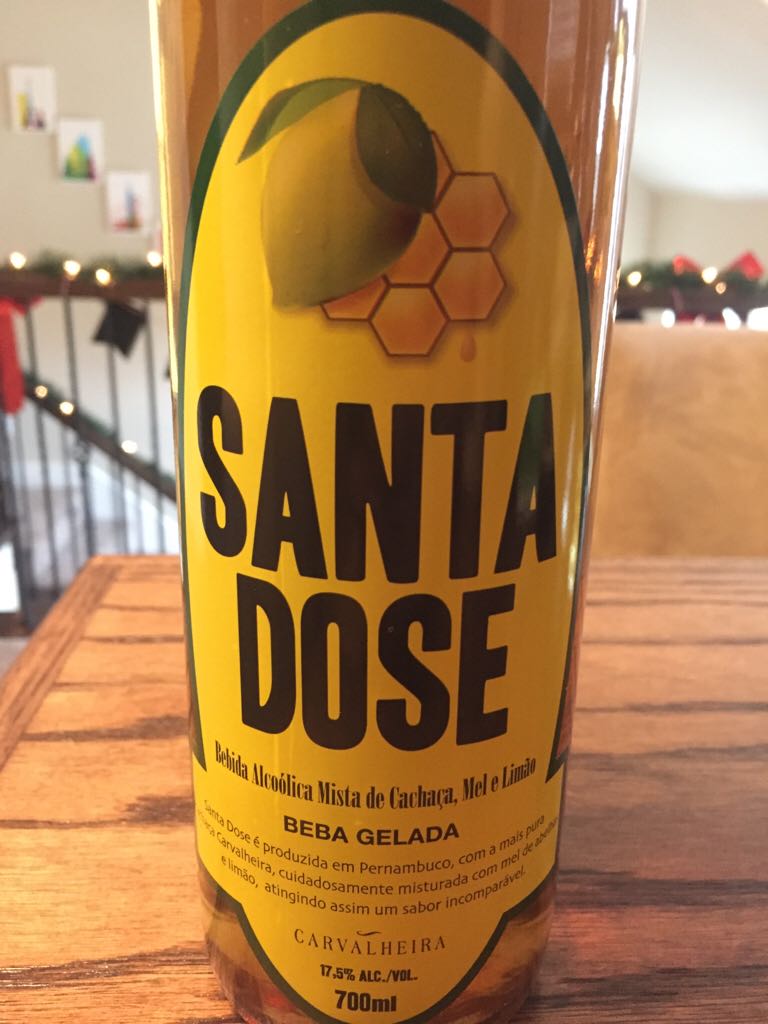 SANTA
DOSE
Bebida Alcoólica Mista de Cachaça, Mel e Limão
BEBA GELADA
Santa Dose é produzida em Pernambuco, com a mais pura
Carvalheira, cuidadosamente misturada com mel de
e limão, atingindo assim um sabor incomparável.
CARVALHEIRA
17,5% ALC./VOL.
700ml